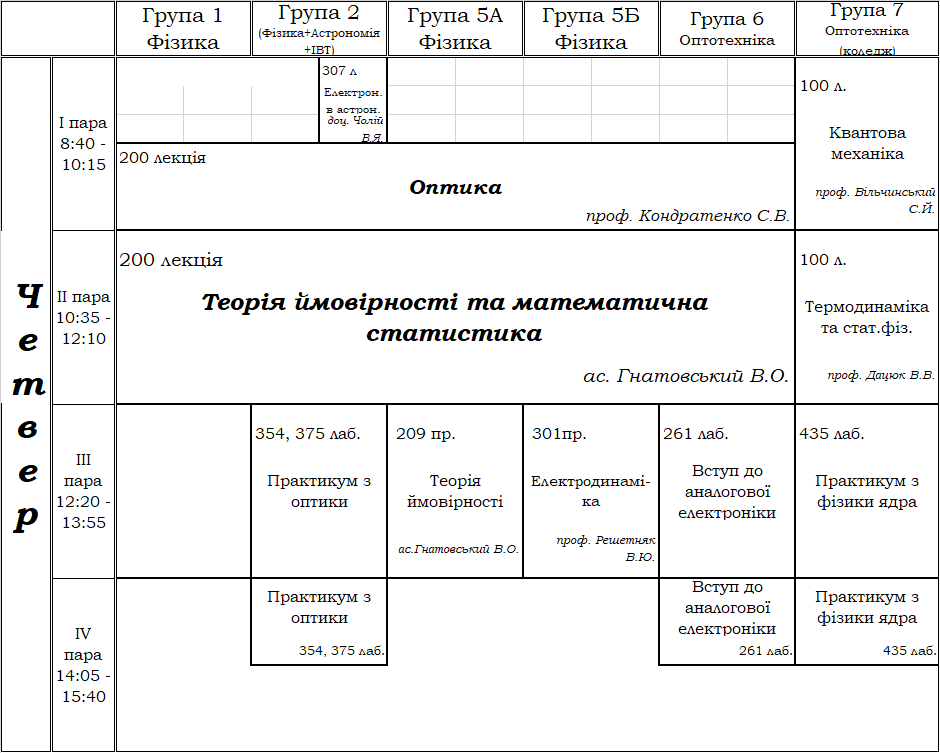 Група 1
Фізика
Група 2
(Фізика+Астрономія
+ІВТ)
Група 5А
Фізика
Група 5Б
Фізика
Група 6
Оптотехніка
Група 7
Оптотехніка
(коледж)
Четвер
І пара
8:40 -
10:15
307 л
Електрон.
в астрон.
доц. Чолій
В.Я.
200 лекція
Оптика
проф. Кондратенко С.В.
100 л.
Квантова
механіка
проф. Вільчинський
С.Й.
ІІ пара
10:35 -
12:10
200 лекція
Теорія ймовірності та математична
статистика
ас. Гнатовський В.О.
100 л.
Термодинаміка
та стат.фіз.
проф. Дацюк В.В.
ІІІ
пара
12:20 -
13:55
354, 375 лаб.
Практикум з
оптики
209 пр.
Теорія
ймовірності
ас.Гнатовський В.О.
301пр.
Електродинамі-
ка
проф. Решетняк
В.Ю.
261 лаб.
Вступ до
аналогової
електроніки
435 лаб.
Практикум з
фізики ядра
IV
пара
14:05 -
15:40
Практикум з
оптики
354, 375 лаб.
Вступ до
аналогової
електроніки
261 лаб.
Практикум з
фізики ядра
435 лаб.